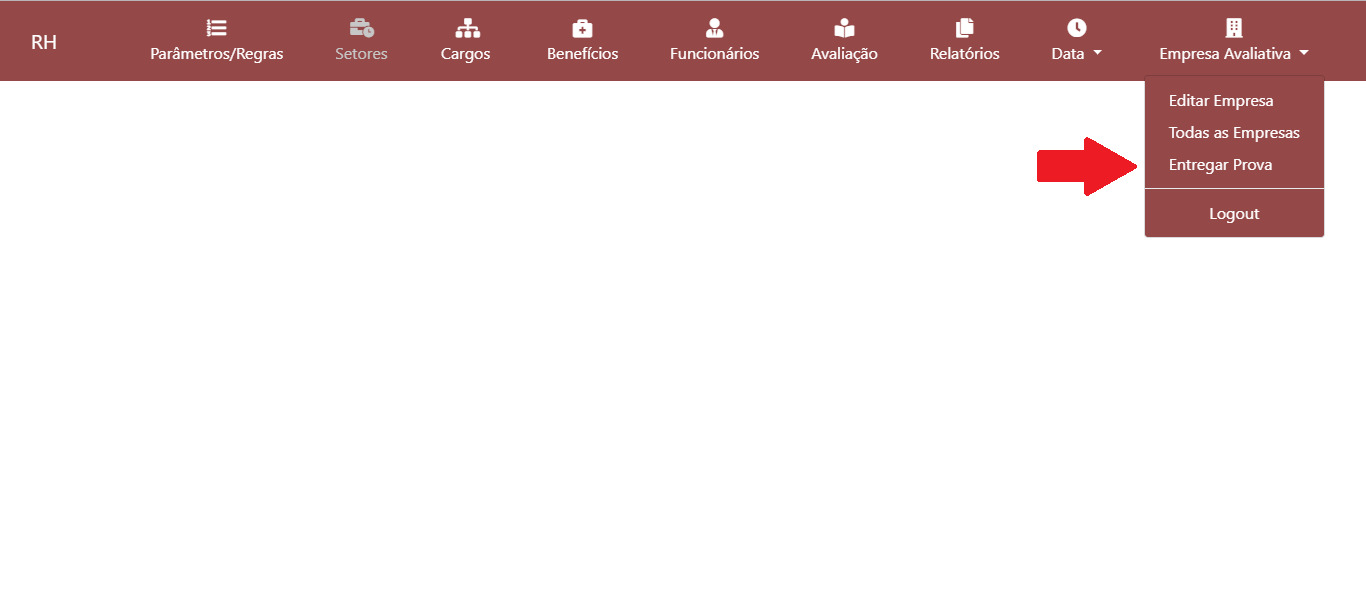 RH
Parâmetros/Regras
Setores
Cargos
Benefícios
Funcionários
Avaliação
Relatórios
Data
Empresa Avaliativa
Editar Empresa
Todas as Empresas
Entregar Prova
Logout